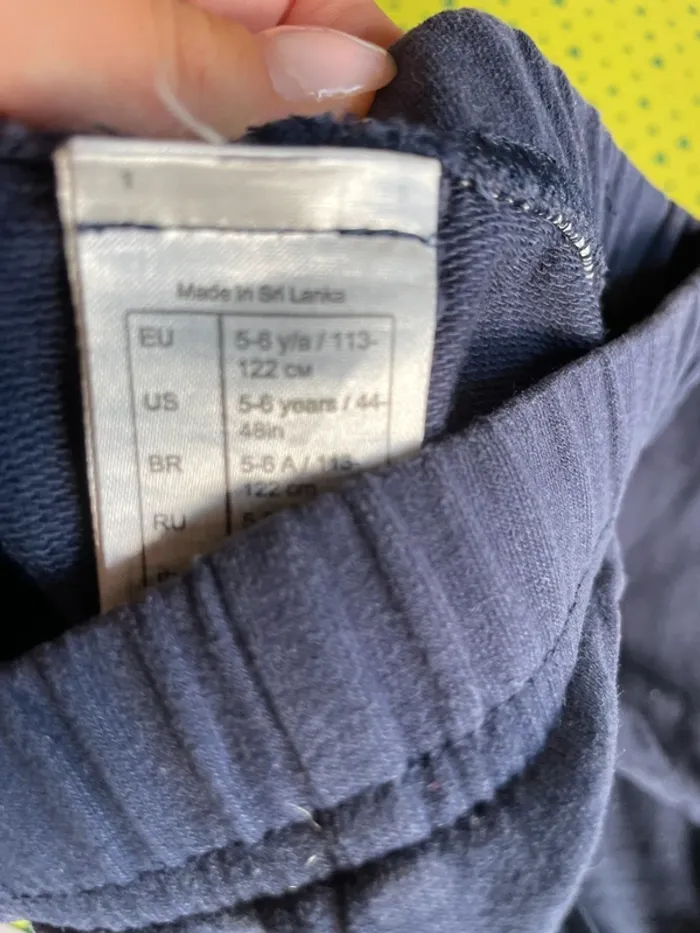 1
Made in Sri Lanka
EU 5-6 y/a / 113-
122 CM
US 5-6 years / 44-
48in
BR 5-6 A / 113-
122 cm
RU